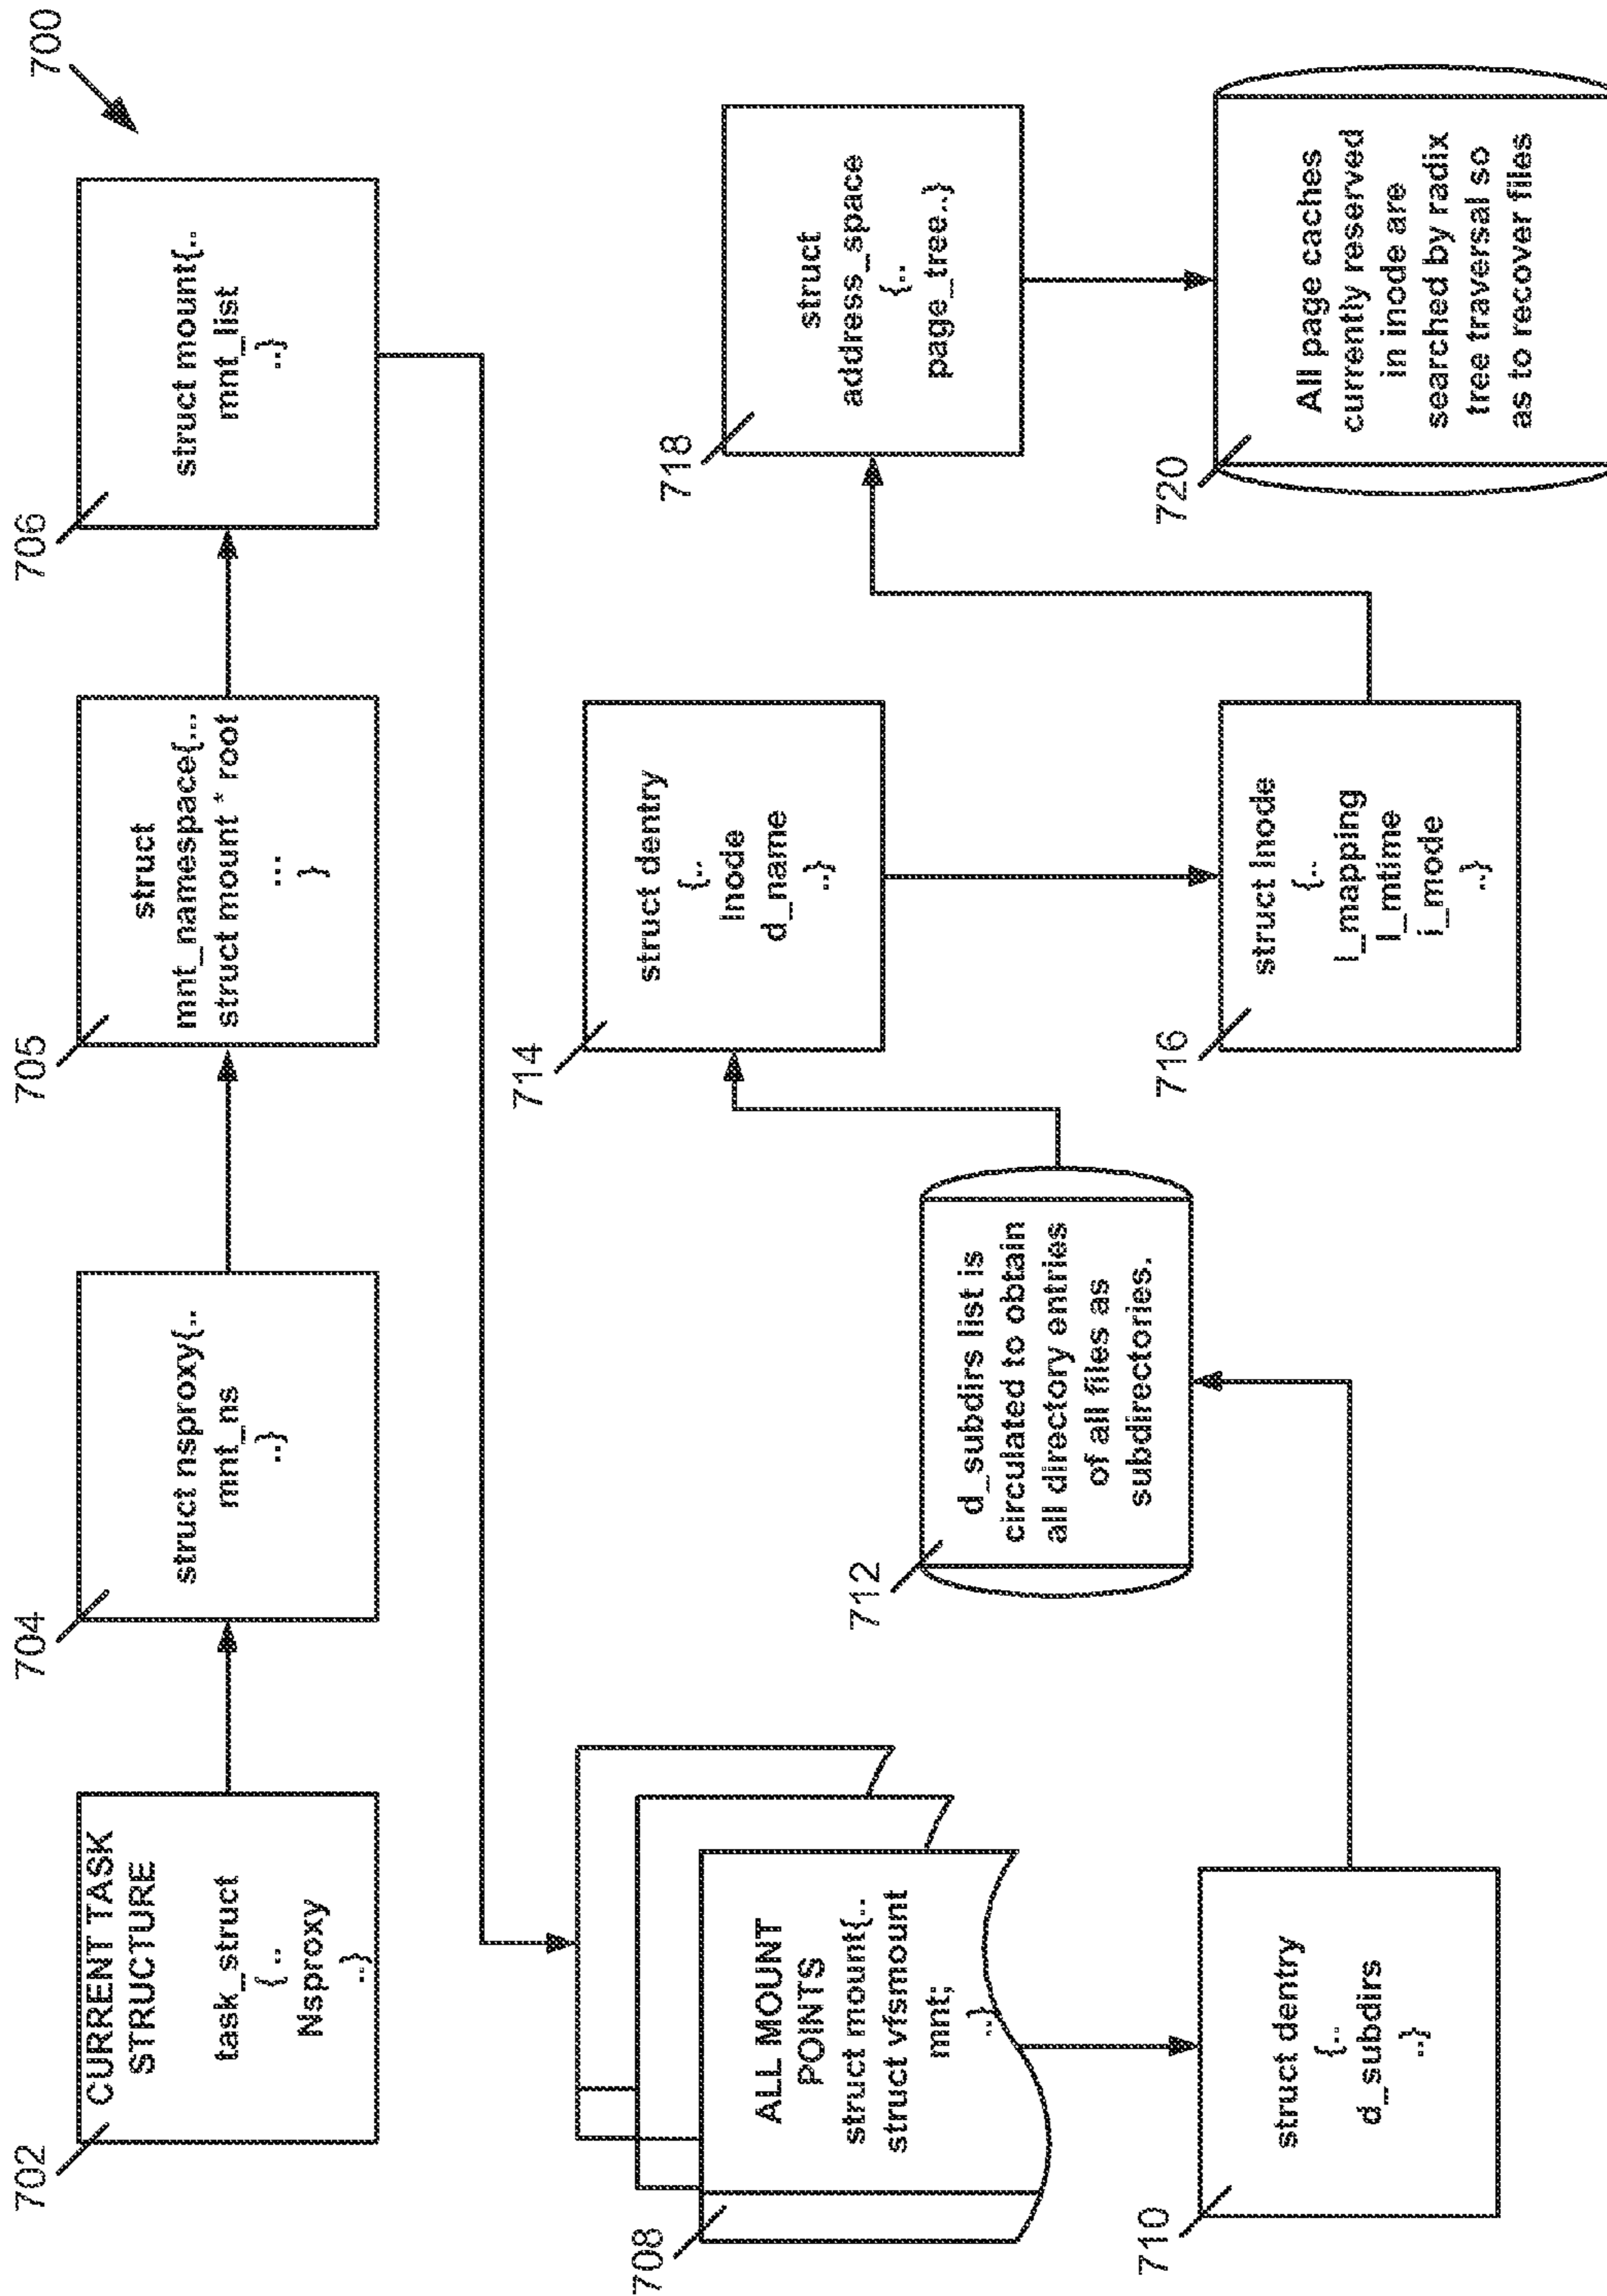 700
702
CURRENT TASK
STRUCTURE
task_struct
{...
Nsproxy
..}
704
struct nsproxy{..
mnt_ns
..}
705
struct
mnt_namespace{...
struct mount * root
...
}
706
struct mount{..
mnt_list
..}
708
ALL MOUNT
POINTS
struct mount{..
struct vfsmount
mnt;
..}
710
struct dentry
{..
d_subdirs
..}
712
d_subdirs list is
circulated to obtain
all directory entries
of all files as
subdirectories.
714
struct dentry
{..
Inode
d_name
..}
716
struct Inode
{..
I_mapping
I_mtime
i_mode
..}
718
struct
address_space
{..
page_tree..}
720
All page caches
currently reserved
in inode are
searched by radix
tree traversal so
as to recover files